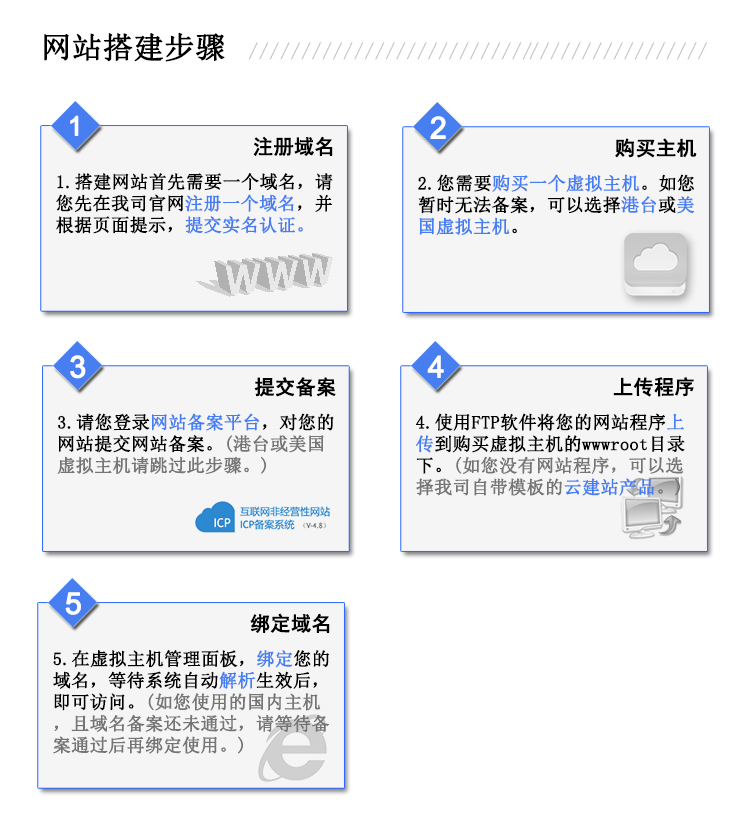 网站搭建步骤
1
注册域名
1.搭建网站首先需要一个域名，请
您先在我司官网注册一个域名，并
根据页面提示，提交实名认证。
WWW
2
购买主机
2.您需要购买一个虚拟主机。如您
暂时无法备案，可以选择港台或美
国虚拟主机。
3
提交备案
3.请您登录网站备案平台，对您的
网站提交网站备案。(港台或美国
虚拟主机请跳过此步骤。)
ICP
互联网非经营性网站
ICP备案系统 （V-4.8）
4
上传程序
4.使用FTP软件将您的网站程序上
传到购买虚拟主机的wwwroot目录
下。(如您没有网站程序，可以选
择我司自带模板的云建站产品。)
5
绑定域名
5.在虚拟主机管理面板，绑定您的
域名，等待系统自动解析生效后，
即可访问。(如您使用的国内主机
，且域名备案还未通过，请等待备
案通过后再绑定使用。)